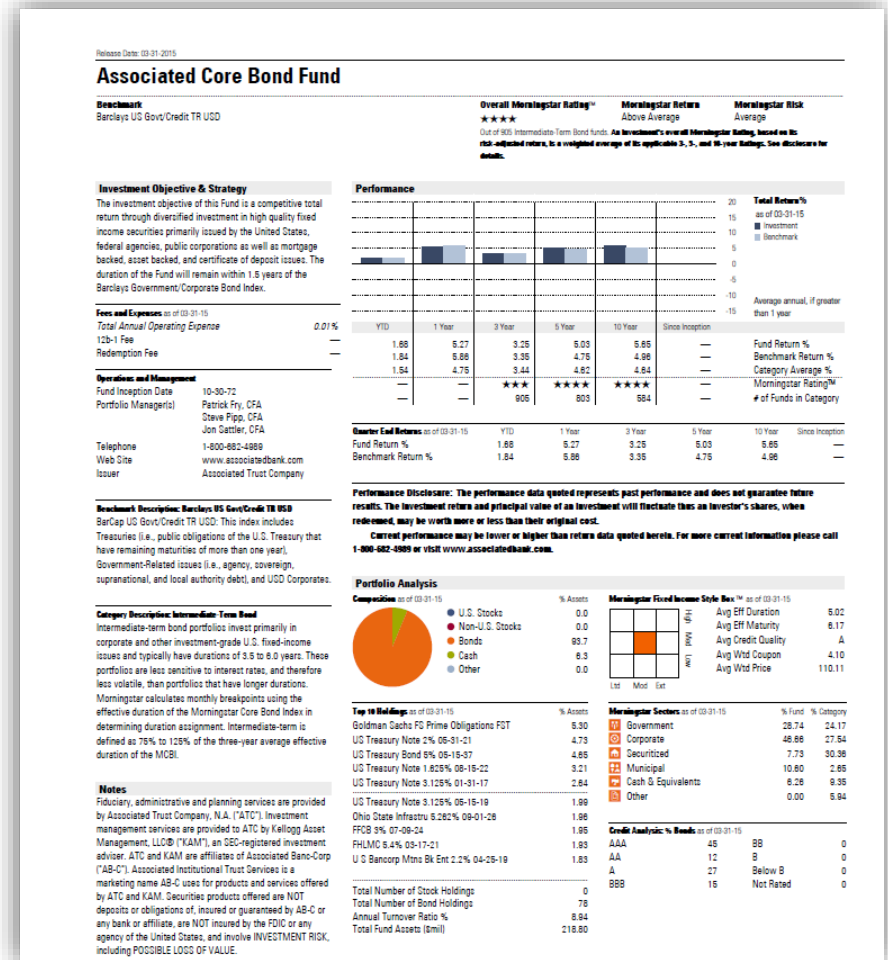 Release Date: 03-31-2015
Associated Core Bond Fund
Benchmark
Barclays US Govt/Credit TR USD
Overall Morningstar Rating™ Morningstar Return Morningstar Risk
★★★★ Above Average Average
Out of 905 Intermediate-Term Bond funds. An investment's overall Morningstar Rating, based on its
risk-adjusted return, is a weighted average of its applicable 3-, 5-, and 10-year Ratings. See disclosure for
details.
Investment Objective & Strategy
The investment objective of this Fund is a competitive total
return through diversified investment in high quality fixed
income securities primarily issued by the United States,
federal agencies, public corporations as well as mortgage
backed, asset backed, and certificate of deposit issues. The
duration of the Fund will remain within 1.5 years of the
Barclays Government/Corporate Bond Index.
Fees and Expenses as of 03-31-15
Total Annual Operating Expense 0.01%
12b-1 Fee —
Redemption Fee —
Operations and Management
Fund Inception Date 10-30-72
Portfolio Manager(s) Patrick Fry, CFA
Steve Pipp, CFA
Jon Sattler, CFA
Telephone 1-800-682-4989
Web Site www.associatedbank.com
Issuer Associated Trust Company
Benchmark Description: Barclays US Govt/Credit TR USD
BarCap US Govt/Credit TR USD: This index includes
Treasuries (i.e., public obligations of the U.S. Treasury that
have remaining maturities of more than one year),
Government-Related issues (i.e., agency, sovereign,
supranational, and local authority debt), and USD Corporates.
Category Description: Intermediate-Term Bond
Intermediate-term bond portfolios invest primarily in
corporate and other investment-grade U.S. fixed-income
issues and typically have durations of 3.5 to 6.0 years. These
portfolios are less sensitive to interest rates, and therefore
less volatile, than portfolios that have longer durations.
Morningstar calculates monthly breakpoints using the
effective duration of the Morningstar Core Bond Index in
determining duration assignment. Intermediate-term is
defined as 75% to 125% of the three-year average effective
duration of the MCBI.
Notes
Fiduciary, administrative and planning services are provided
by Associated Trust Company, N.A. ("ATC"). Investment
management services are provided to ATC by Kellogg Asset
Management, LLC® ("KAM"), an SEC-registered investment
adviser. ATC and KAM are affiliates of Associated Banc-Corp
("AB-C"). Associated Institutional Trust Services is a
marketing name AB-C uses for products and services offered
by ATC and KAM. Securities products offered are NOT
deposits or obligations of, insured or guaranteed by AB-C or
any bank or affiliate, are NOT insured by the FDIC or any
agency of the United States, and involve INVESTMENT RISK,
including POSSIBLE LOSS OF VALUE.
Performance
20 Total Return%
15 as of 03-31-15
10 Investment
5 Benchmark
0
-5
-10 Average annual, if greater
-15 than 1 year
YTD 1 Year 3 Year 5 Year 10 Year Since Inception
1.68 5.27 3.25 5.03 5.65 — Fund Return %
1.84 5.86 3.35 4.75 4.96 — Benchmark Return %
1.54 4.75 3.44 4.62 4.64 — Category Average %
— — ★★★ ★★★★ ★★★★ — Morningstar Rating™
— — 905 803 584 — # of Funds in Category
Quarter End Returns as of 03-31-15 YTD 1 Year 3 Year 5 Year 10 Year Since Inception
Fund Return % 1.68 5.27 3.25 5.03 5.65 —
Benchmark Return % 1.84 5.86 3.35 4.75 4.96 —
Performance Disclosure: The performance data quoted represents past performance and does not guarantee future
results. The investment return and principal value of an investment will fluctuate thus an investor's shares, when
redeemed, may be worth more or less than their original cost.
Current performance may be lower or higher than return data quoted herein. For more current information please call
1-800-682-4989 or visit www.associatedbank.com.
Portfolio Analysis
Composition as of 03-31-15 % Assets
U.S. Stocks 0.0
Non-U.S. Stocks 0.0
Bonds 93.7
Cash 6.3
Other 0.0
Morningstar Fixed Income Style Box™ as of 03-31-15
High Med Low
Ltd Mod Ext
Avg Eff Duration 5.02
Avg Eff Maturity 6.17
Avg Credit Quality A
Avg Wtd Coupon 4.10
Avg Wtd Price 110.11
Top 10 Holdings as of 03-31-15 % Assets
Goldman Sachs FS Prime Obligations FST 5.30
US Treasury Note 2% 05-31-21 4.73
US Treasury Bond 5% 05-15-37 4.65
US Treasury Note 1.625% 08-15-22 3.21
US Treasury Note 3.125% 01-31-17 2.64
US Treasury Note 3.125% 05-15-19 1.99
Ohio State Infrastru 5.262% 09-01-26 1.96
FFCB 3% 07-09-24 1.95
FHLMC 5.4% 03-17-21 1.93
U S Bancorp Mtns Bk Ent 2.2% 04-25-19 1.83
Total Number of Stock Holdings 0
Total Number of Bond Holdings 78
Annual Turnover Ratio % 8.94
Total Fund Assets ($mil) 218.80
Morningstar Sectors as of 03-31-15 % Fund % Category
Government 28.74 24.17
Corporate 46.66 27.54
Securitized 7.73 30.36
Municipal 10.60 2.65
Cash & Equivalents 6.26 9.35
Other 0.00 5.94
Credit Analysis: % Bonds as of 03-31-15
AAA 45 BB 0
AA 12 B 0
A 27 Below B 0
BBB 15 Not Rated 0